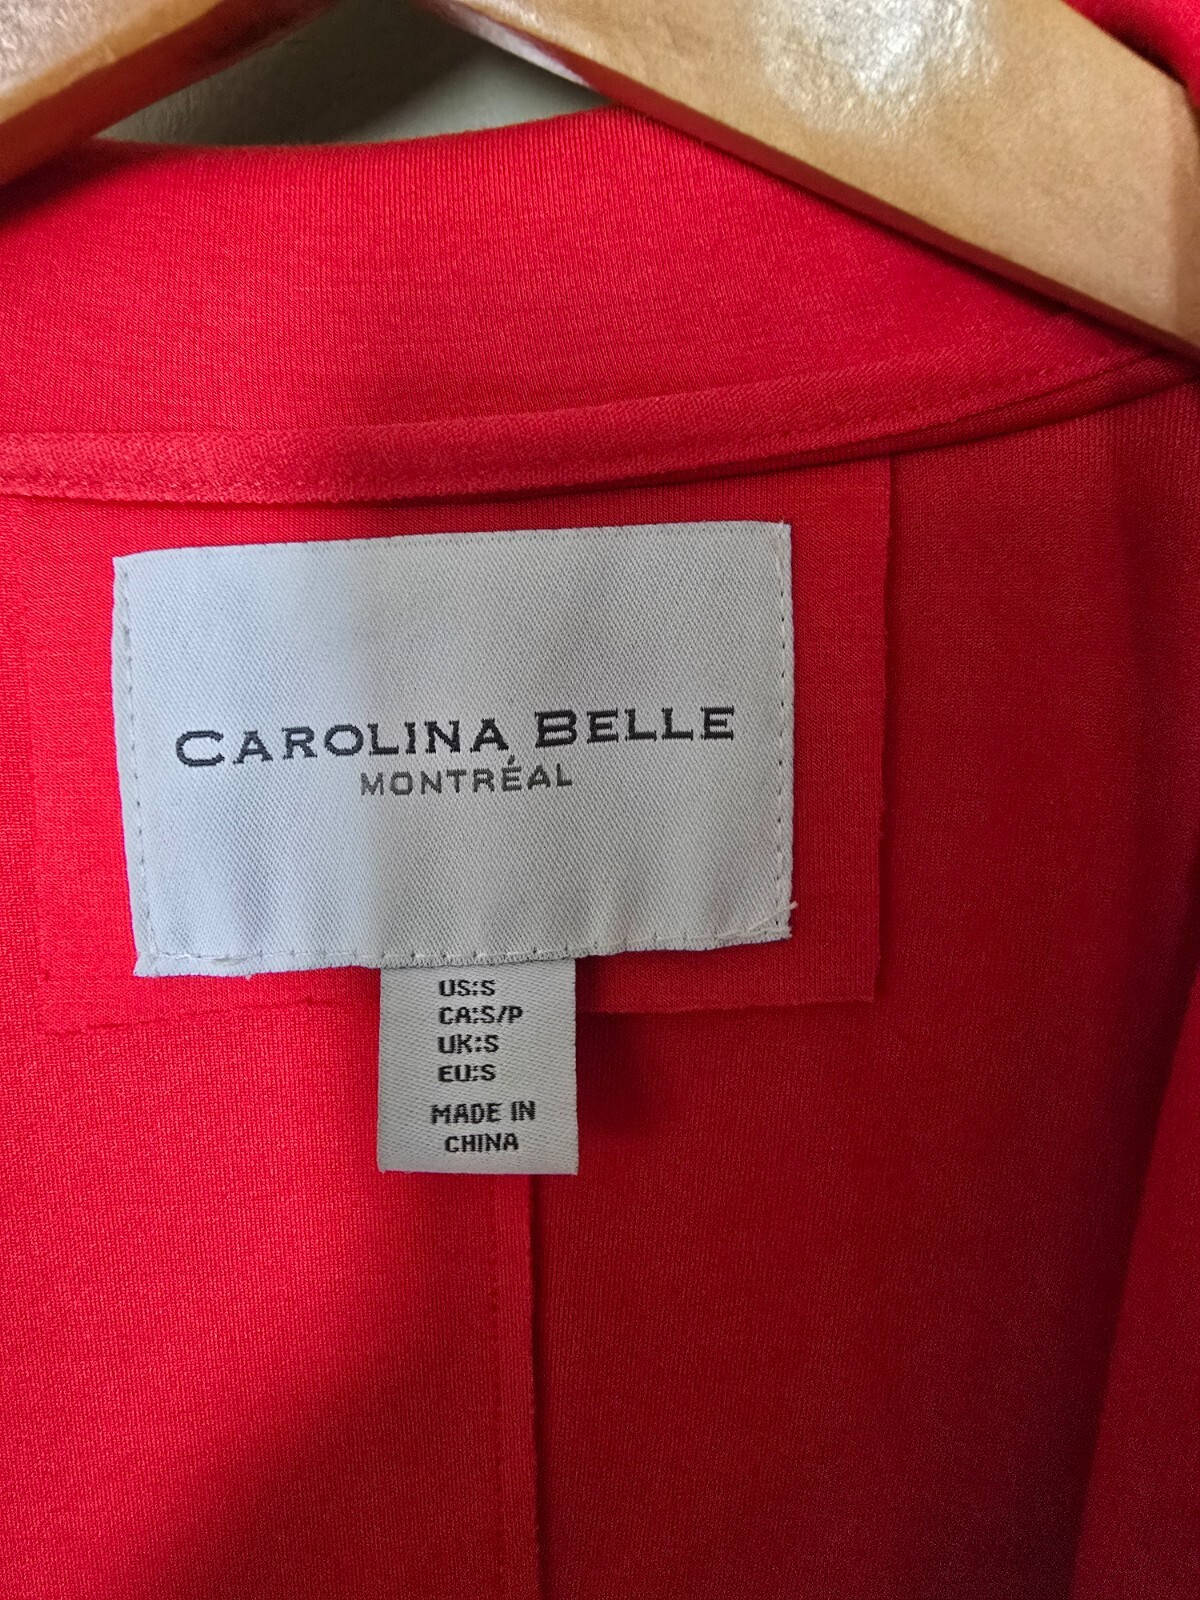 CAROLINA BELLE
MONTRÉAL
US:S
CA:S/P
UK:S
EU:S
MADE IN
CHINA